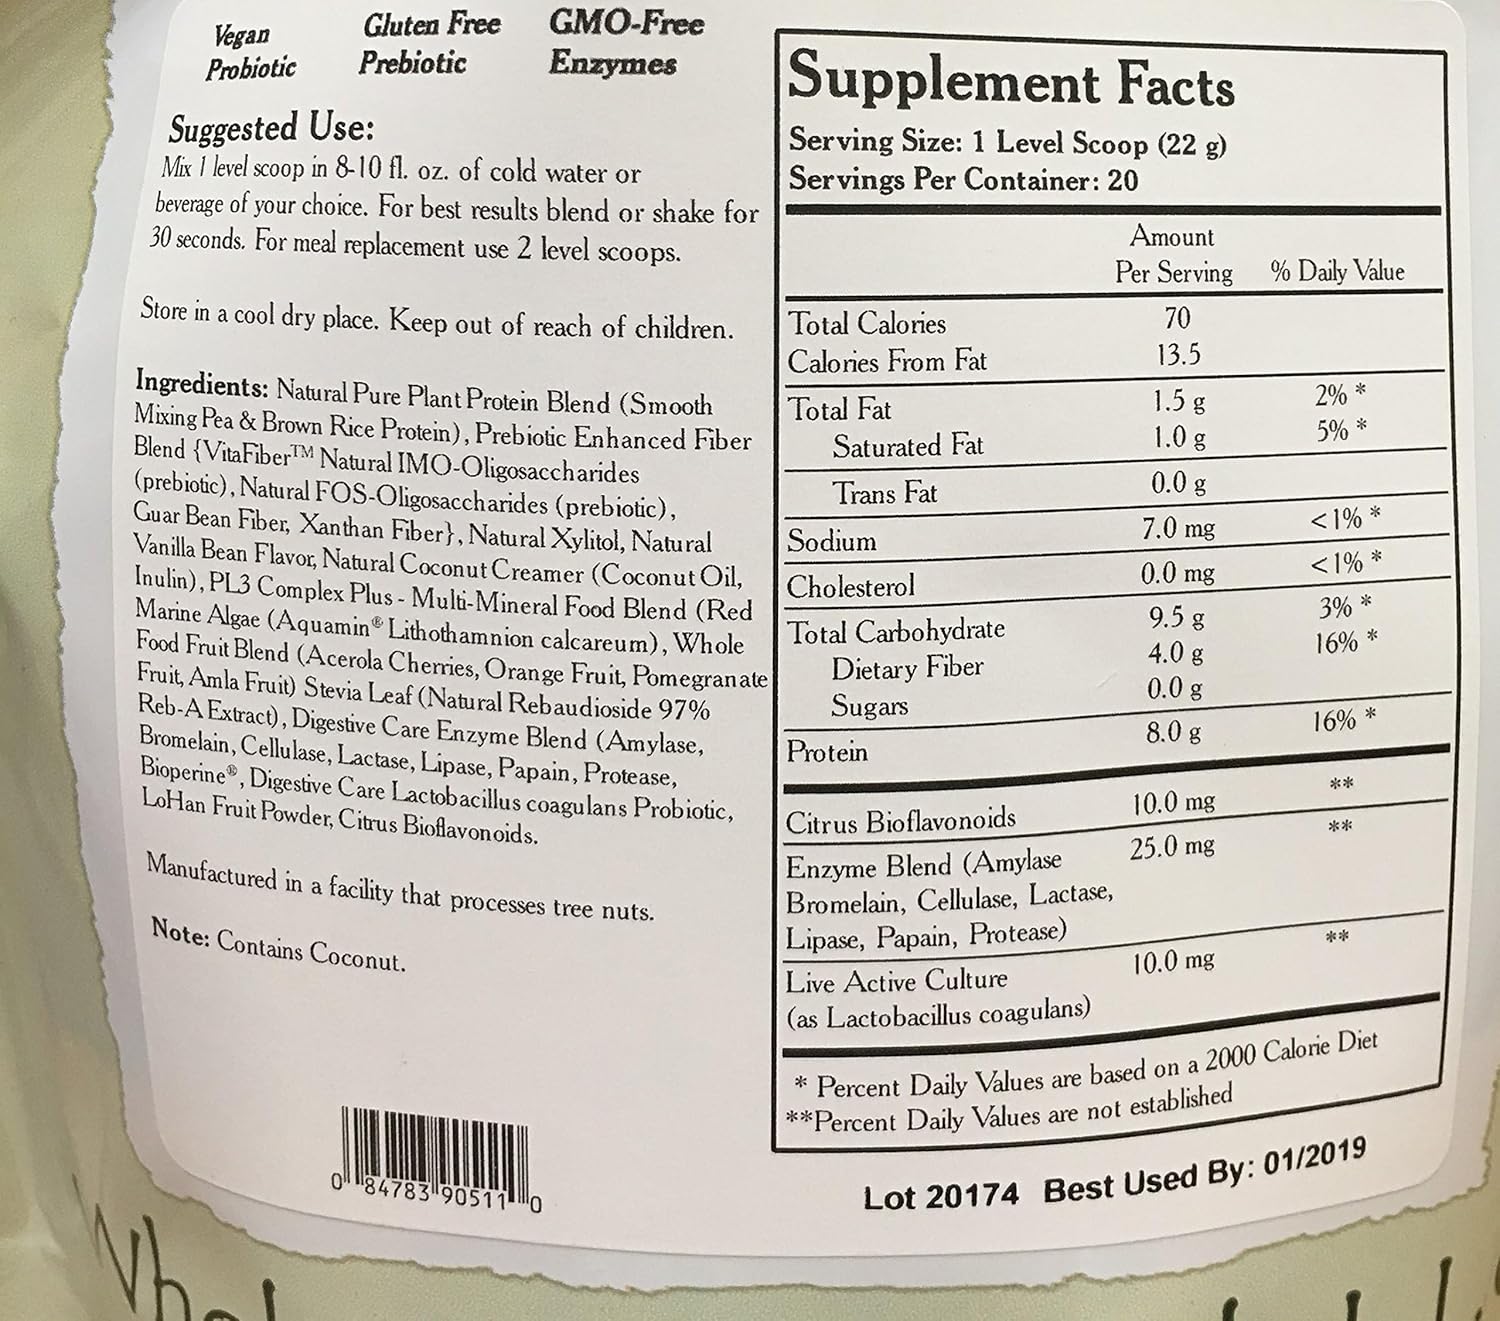 Vegan Gluten Free GMO-Free
Probiotic Prebiotic Enzymes
Suggested Use:
Mix 1 level scoop in 8-10 fl. oz. of cold water or
beverage of your choice. For best results blend or shake for
30 seconds. For meal replacement use 2 level scoops.
Store in a cool dry place. Keep out of reach of children.
Ingredients: Natural Pure Plant Protein Blend (Smooth
Mixing Pea & Brown Rice Protein), Prebiotic Enhanced Fiber
Blend {VitaFiber™ Natural IMO-Oligosaccharides
(prebiotic), Natural FOS-Oligosaccharides (prebiotic),
Guar Bean Fiber, Xanthan Fiber}, Natural Xylitol, Natural
Vanilla Bean Flavor, Natural Coconut Creamer (Coconut Oil,
Inulin), PL3 Complex Plus - Multi-Mineral Food Blend (Red
Marine Algae (Aquamin® Lithothamnion calcareum), Whole
Food Fruit Blend (Acerola Cherries, Orange Fruit, Pomegranate
Fruit, Amla Fruit) Stevia Leaf (Natural Rebaudioside 97%
Reb-A Extract), Digestive Care Enzyme Blend (Amylase,
Bromelain, Cellulase, Lactase, Lipase, Papain, Protease,
Bioperine®, Digestive Care Lactobacillus coagulans Probiotic,
LoHan Fruit Powder, Citrus Bioflavonoids.
Manufactured in a facility that processes tree nuts.
Note: Contains Coconut.
0 84783 90511 0
Supplement Facts
Serving Size: 1 Level Scoop (22 g)
Servings Per Container: 20
Amount
Per Serving % Daily Value
Total Calories 70
Calories From Fat 13.5
Total Fat 1.5 g 2% *
Saturated Fat 1.0 g 5% *
Trans Fat 0.0 g
Sodium 7.0 mg <1% *
Cholesterol 0.0 mg <1% *
Total Carbohydrate 9.5 g 3% *
Dietary Fiber 4.0 g 16% *
Sugars 0.0 g
Protein 8.0 g 16% *
Citrus Bioflavonoids 10.0 mg **
Enzyme Blend (Amylase 25.0 mg **
Bromelain, Cellulase, Lactase,
Lipase, Papain, Protease)
Live Active Culture 10.0 mg **
(as Lactobacillus coagulans)
* Percent Daily Values are based on a 2000 Calorie Diet
**Percent Daily Values are not established
Lot 20174 Best Used By: 01/2019